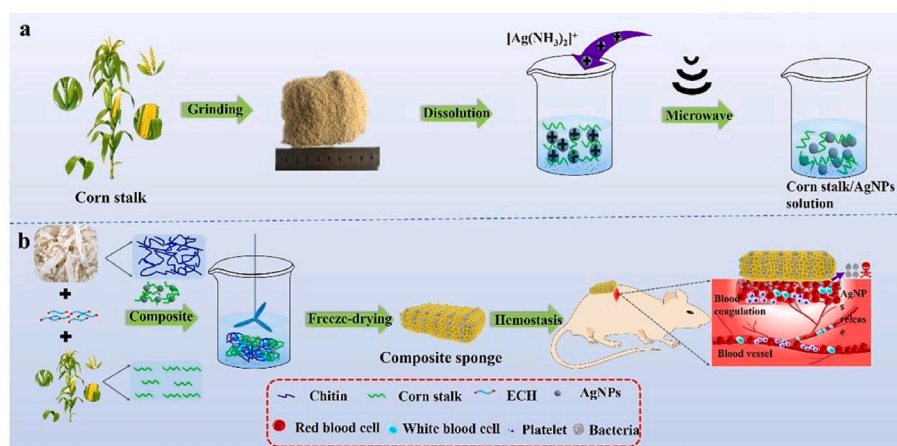 a
[Ag(NH3)2]+
Grinding
Dissolution
Microwave
Corn stalk
Corn stalk/AgNPs
solution
b
Composite
Freeze-drying
Hemostasis
Composite sponge
Blood
coagulation
AgNP
s
releas
e
Blood vessel
Chitin
Corn stalk
ECH
AgNPs
Red blood cell
White blood cell
Platelet
Bacteria